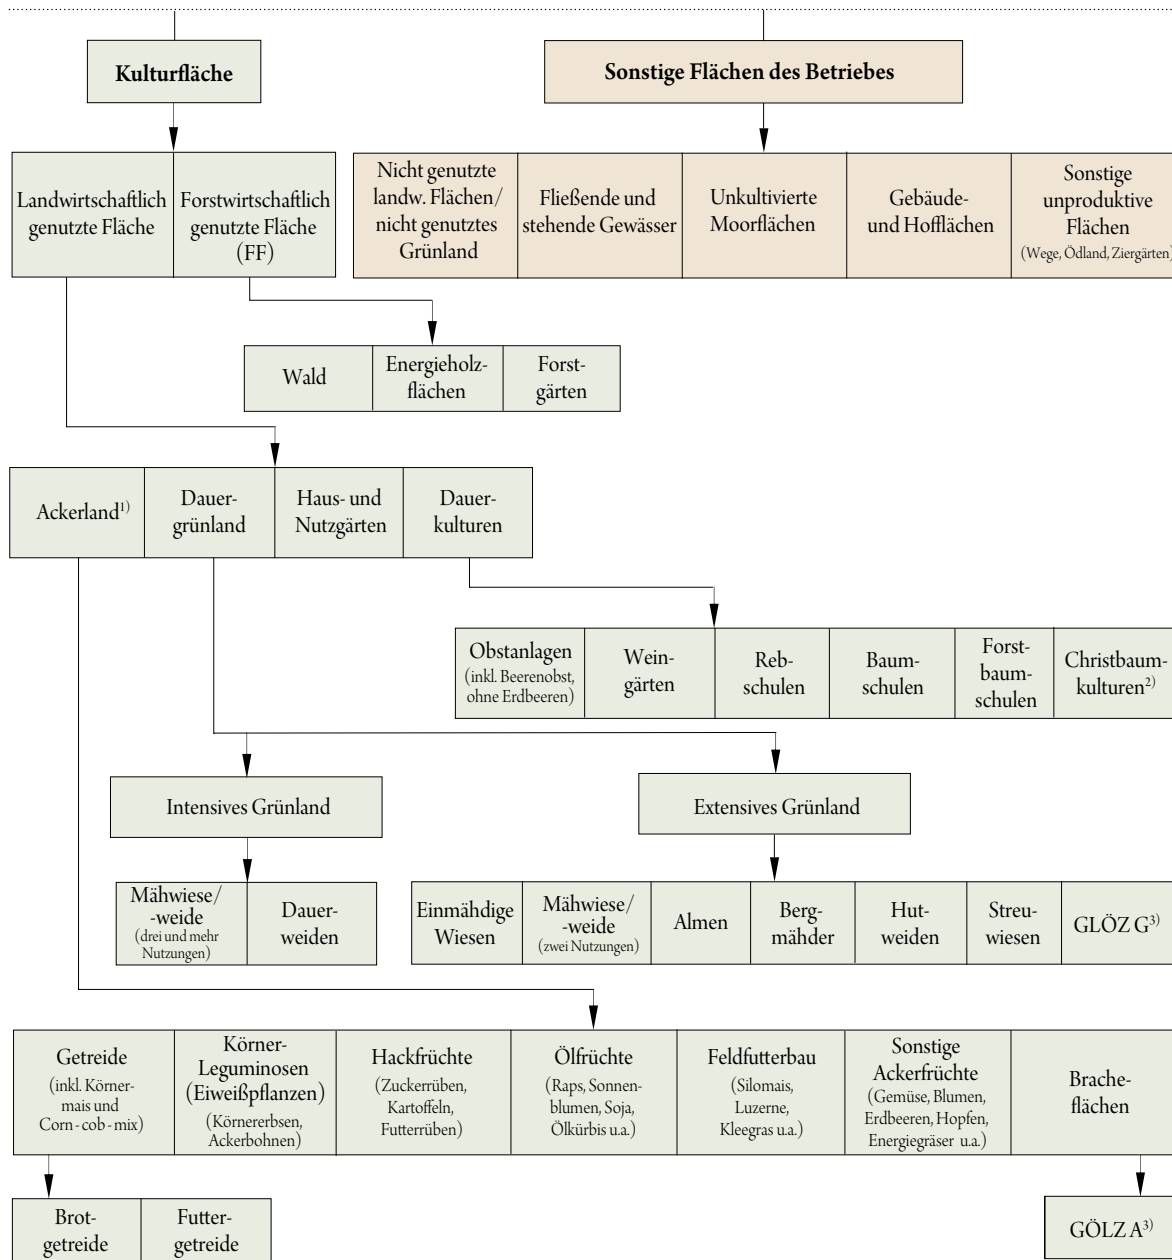 Kulturfläche
Sonstige Flächen des Betriebes
Landwirtschaftlich
genutzte Fläche
Forstwirtschaftlich
genutzte Fläche
(FF)
Nicht genutzte
landw. Flächen/
nicht genutztes
Grünland
Fließende und
stehende Gewässer
Unkultivierte
Moorflächen
Gebäude-
und Hofflächen
Sonstige
unproduktive
Flächen
(Wege, Ödland, Ziergärten)
Wald
Energieholz-
flächen
Forst-
gärten
Ackerland1)
Dauer-
grünland
Haus- und
Nutzgärten
Dauer-
kulturen
Obstanlagen
(inkl. Beerenobst,
ohne Erdbeeren)
Wein-
gärten
Reb-
schulen
Baum-
schulen
Forst-
baum-
schulen
Christbaum-
kulturen2)
Intensives Grünland
Extensives Grünland
Mähwiese/
-weide
(drei und mehr
Nutzungen)
Dauer-
weiden
Einmähdige
Wiesen
Mähwiese/
-weide
(zwei Nutzungen)
Almen
Berg-
mähder
Hut-
weiden
Streu-
wiesen
GLÖZ G3)
Getreide
(inkl. Körner-
mais und
Corn-cob-mix)
Körner-
Leguminosen
(Eiweißpflanzen)
(Körnererbsen,
Ackerbohnen)
Hackfrüchte
(Zuckerrüben,
Kartoffeln,
Futterrüben)
Ölfrüchte
(Raps, Sonnen-
blumen, Soja,
Ölkürbis u.a.)
Feldfutterbau
(Silomais,
Luzerne,
Kleegras u.a.)
Sonstige
Ackerfrüchte
(Gemüse, Blumen,
Erdbeeren, Hopfen,
Energiegräser u.a.)
Brache-
flächen
Brot-
getreide
Futter-
getreide
GÖLZ A3)